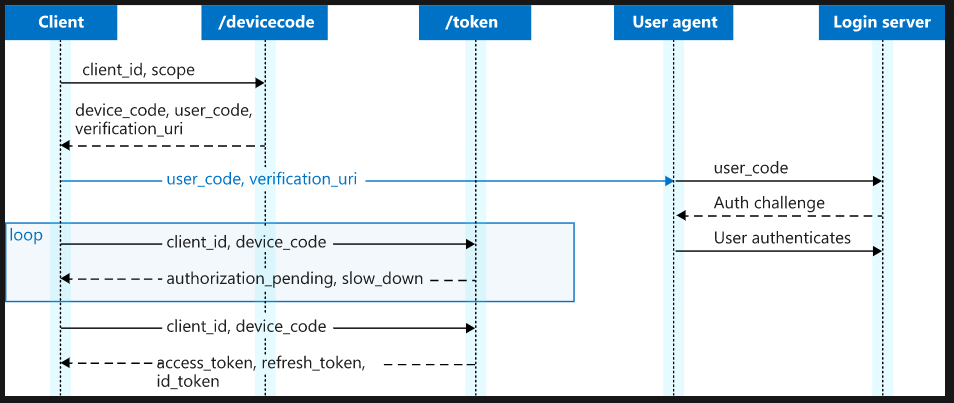 Client
/devicecode
/token
User agent
Login server
client_id, scope
device_code, user_code,
verification_uri
user_code, verification_uri
user_code
Auth challenge
loop
client_id, device_code
User authenticates
authorization_pending, slow_down
client_id, device_code
access_token, refresh_token,
id_token